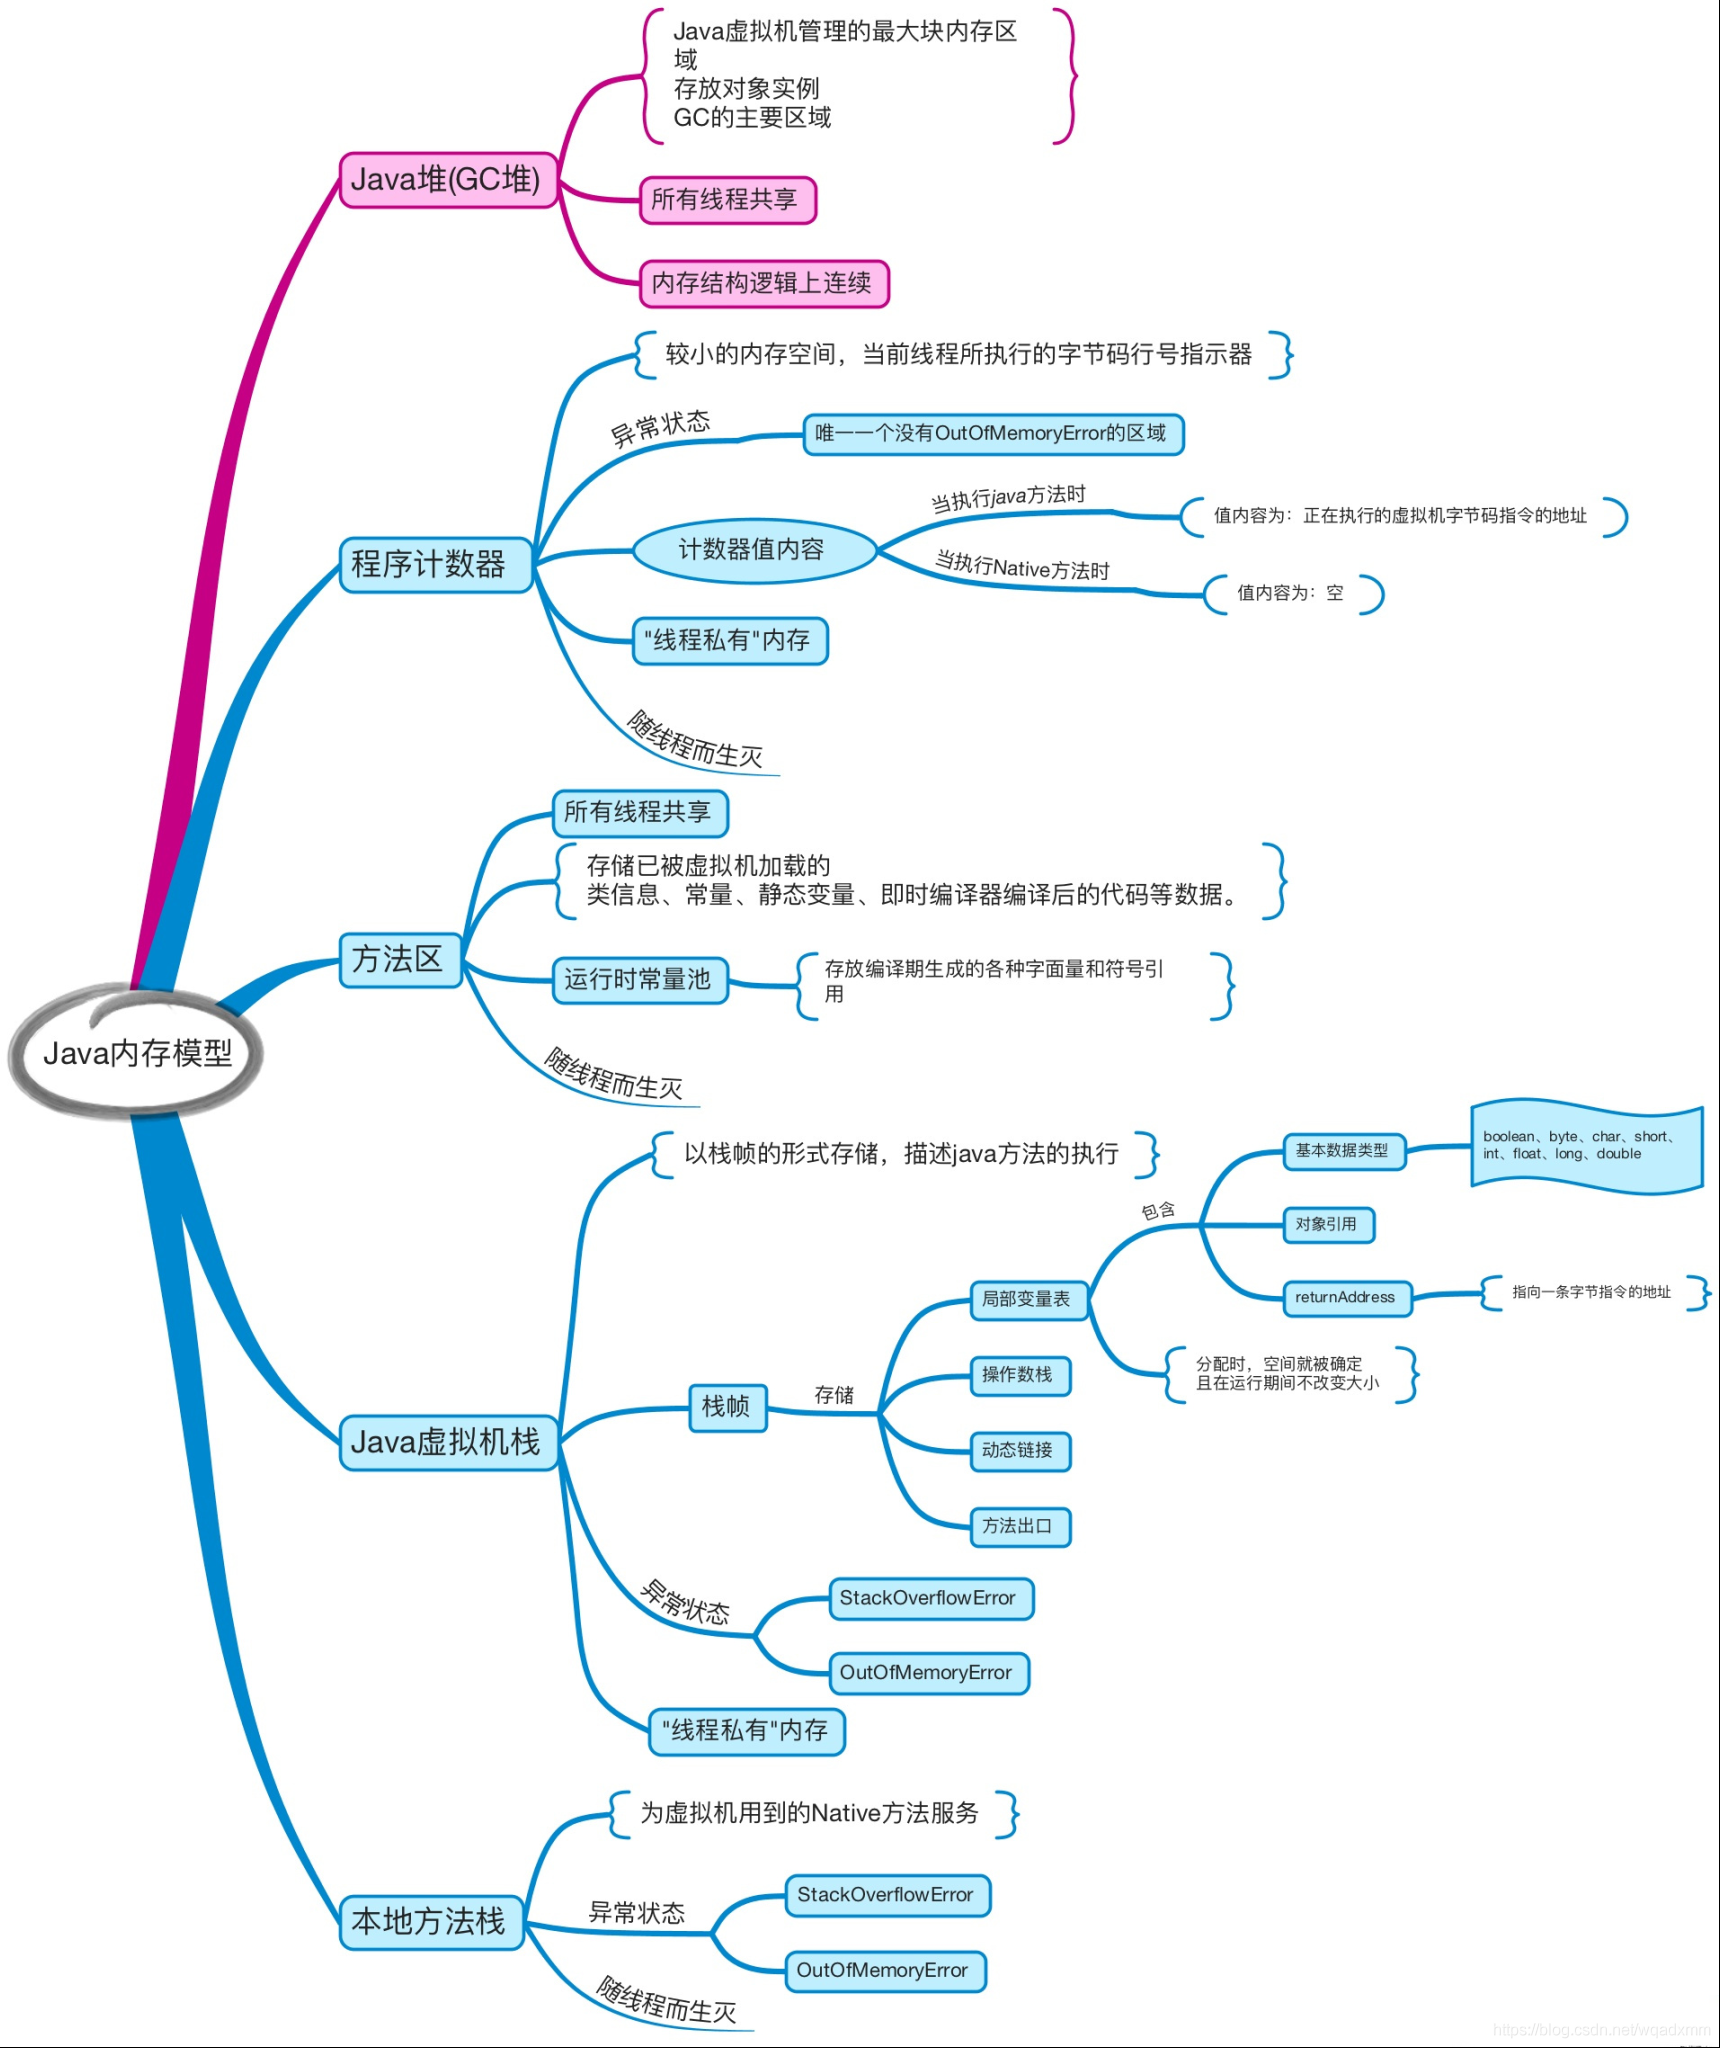 Java内存模型
Java堆(GC堆)
Java虚拟机管理的最大块内存区
域
存放对象实例
GC的主要区域
所有线程共享
内存结构逻辑上连续
程序计数器
较小的内存空间，当前线程所执行的字节码行号指示器
异常状态
唯一一个没有OutOfMemoryError的区域
计数器值内容
当执行java方法时
值内容为：正在执行的虚拟机字节码指令的地址
当执行Native方法时
值内容为：空
"线程私有"内存
随线程而生灭
方法区
所有线程共享
存储已被虚拟机加载的
类信息、常量、静态变量、即时编译器编译后的代码等数据。
运行时常量池
存放编译期生成的各种字面量和符号引
用
随线程而生灭
Java虚拟机栈
以栈帧的形式存储，描述java方法的执行
栈帧
存储
局部变量表
包含
基本数据类型
boolean、byte、char、short、
int、float、long、double
对象引用
returnAddress
指向一条字节指令的地址
分配时，空间就被确定
且在运行期间不改变大小
操作数栈
动态链接
方法出口
异常状态
StackOverflowError
OutOfMemoryError
"线程私有"内存
本地方法栈
为虚拟机用到的Native方法服务
异常状态
StackOverflowError
OutOfMemoryError
随线程而生灭
https://blog.csdn.net/wqadxmm